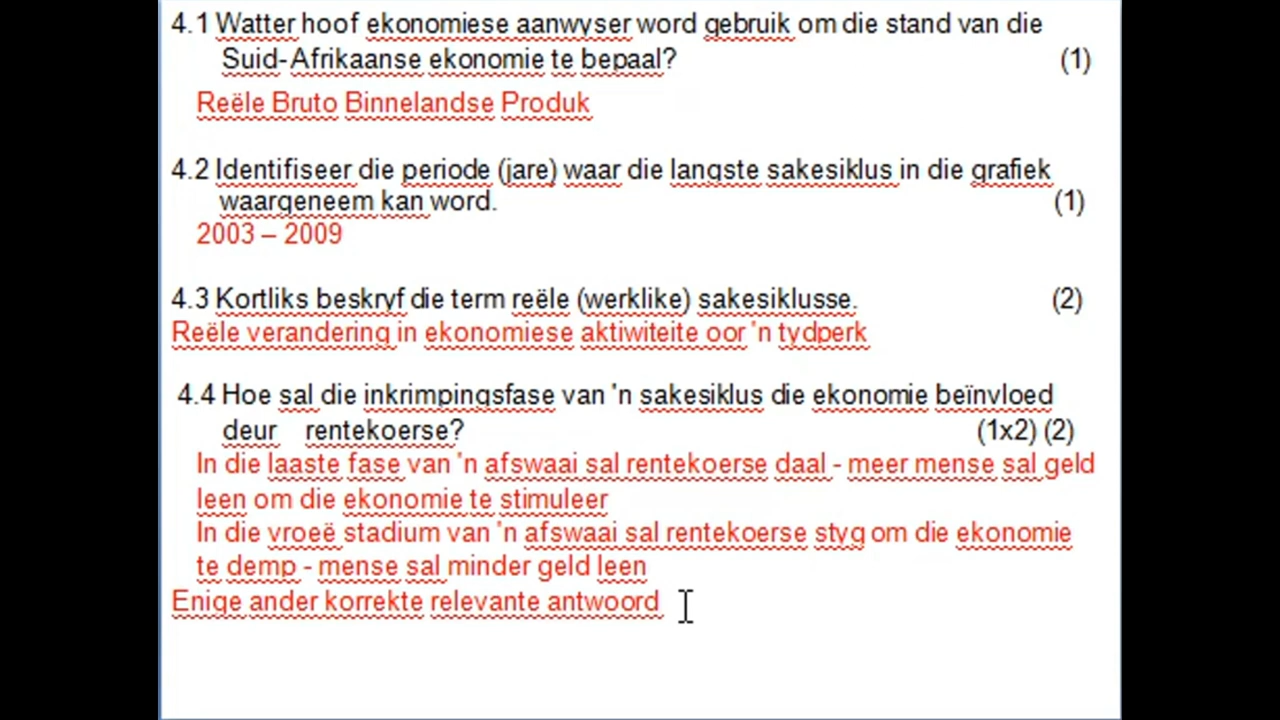 4.1 Watter hoof ekonomiese aanwyser word gebruik om die stand van die
Suid-Afrikaanse ekonomie te bepaal? (1)
Reële Bruto Binnelandse Produk
4.2 Identifiseer die periode (jare) waar die langste sakesiklus in die grafiek
waargeneem kan word. (1)
2003 – 2009
4.3 Kortliks beskryf die term reële (werklike) sakesiklusse. (2)
Reële verandering in ekonomiese aktiwiteite oor 'n tydperk
4.4 Hoe sal die inkrimpingsfase van 'n sakesiklus die ekonomie beïnvloed
deur rentekoerse? (1x2) (2)
In die laaste fase van 'n afswaai sal rentekoerse daal - meer mense sal geld
leen om die ekonomie te stimuleer
In die vroeë stadium van 'n afswaai sal rentekoerse styg om die ekonomie
te demp - mense sal minder geld leen
Enige ander korrekte relevante antwoord